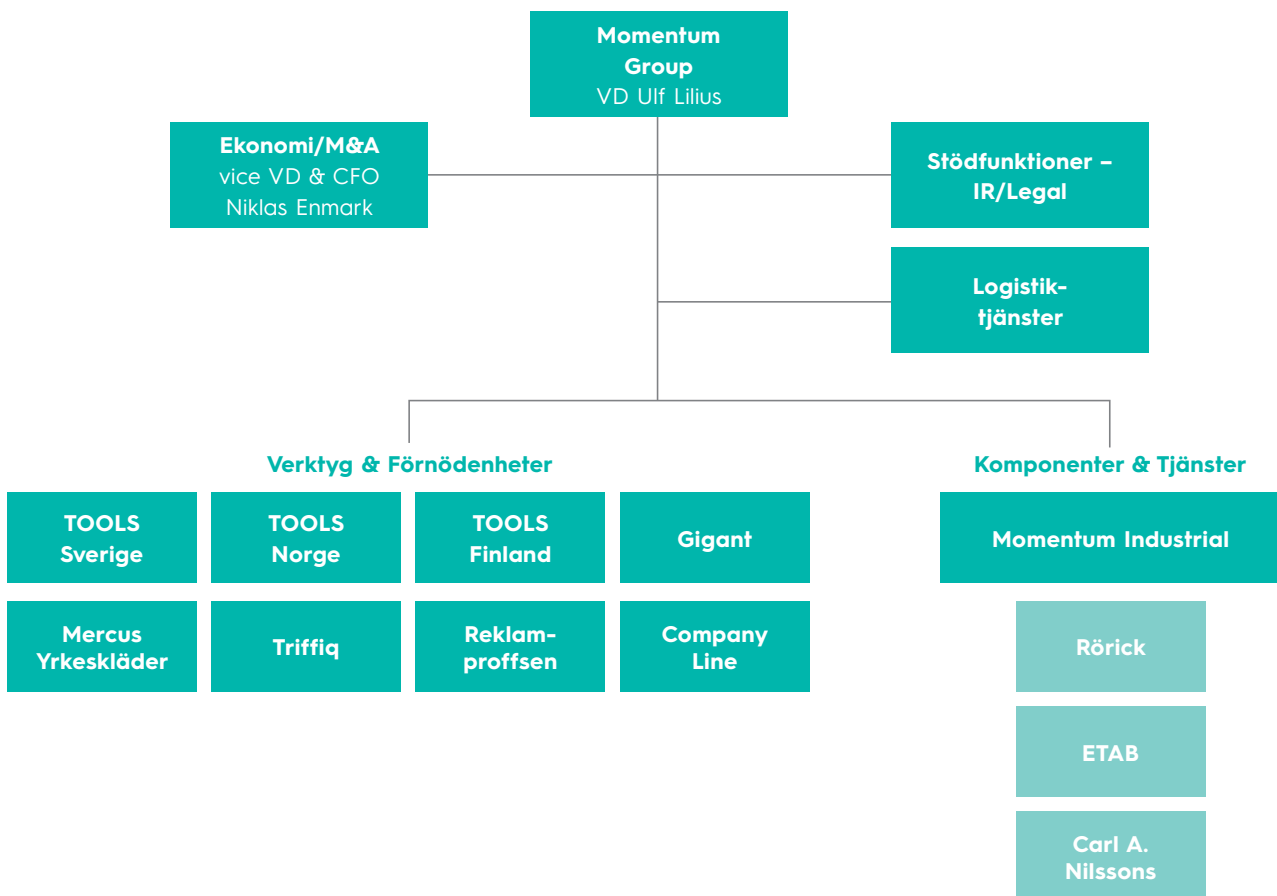 Momentum
Group
VD Ulf Lilius
Ekonomi/M&A
vice VD & CFO
Niklas Enmark
Stödfunktioner –
IR/Legal
Logistik-
tjänster
Verktyg & Förnödenheter
Komponenter & Tjänster
TOOLS
Sverige
TOOLS
Norge
TOOLS
Finland
Gigant
Momentum Industrial
Mercus
Yrkeskläder
Triffiq
Reklam-
proffsen
Company
Line
Rörick
ETAB
Carl A.
Nilssons